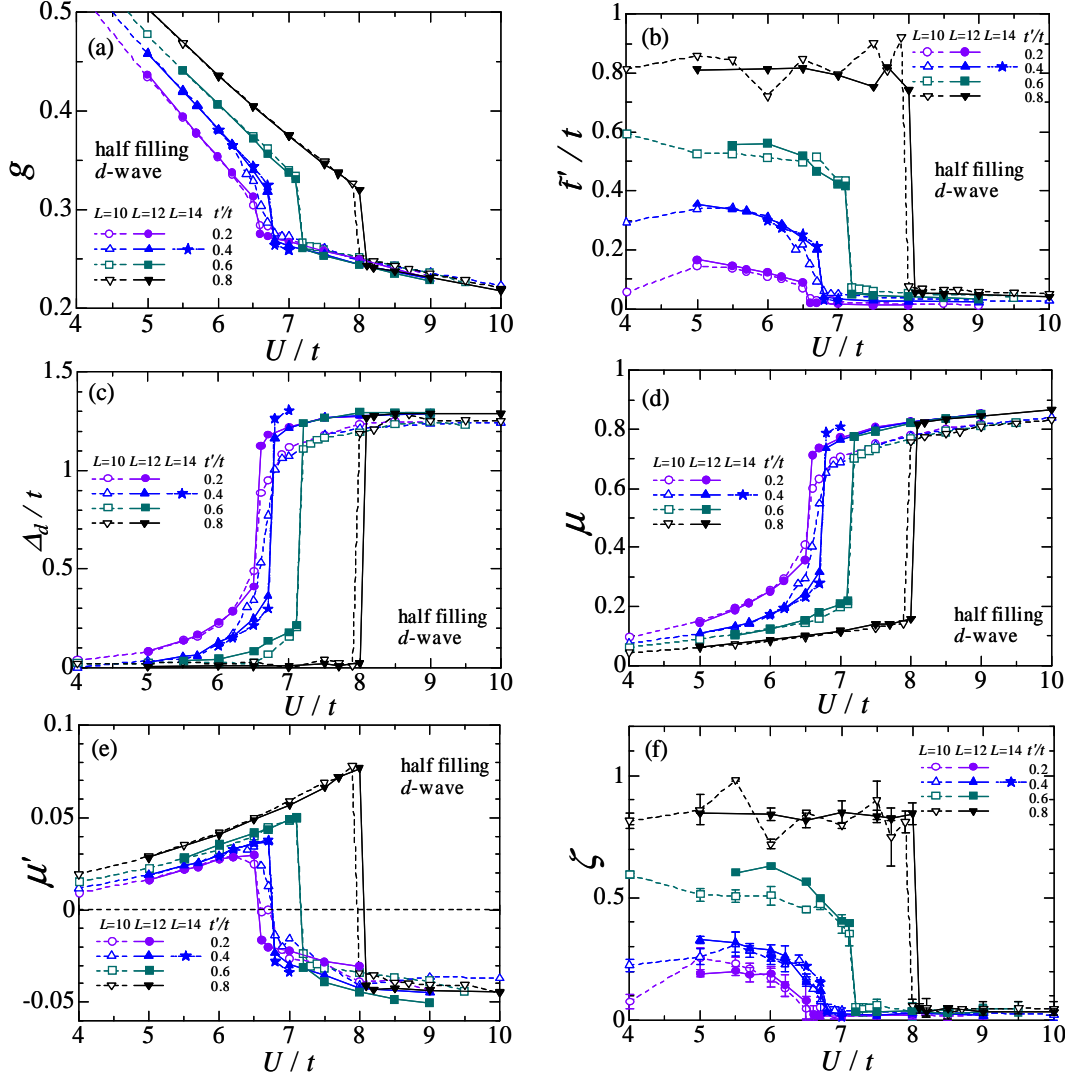 (a)
half filling
d-wave
L=10 L=12 L=14 t'/t
0.2
0.4
0.6
0.8
g
0.5
0.4
0.3
0.2
4 5 6 7 8 9 10
U / t
(b)
L=10 L=12 L=14 t'/t
0.2
0.4
0.6
0.8
half filling
d-wave
t̃' / t
1
0.8
0.6
0.4
0.2
0
4 5 6 7 8 9 10
U / t
(c)
L=10 L=12 L=14 t'/t
0.2
0.4
0.6
0.8
half filling
d-wave
Δd / t
1.5
1
0.5
0
4 5 6 7 8 9 10
U / t
(d)
L=10 L=12 L=14 t'/t
0.2
0.4
0.6
0.8
half filling
d-wave
μ
1
0.8
0.6
0.4
0.2
0
4 5 6 7 8 9 10
U / t
(e)
half filling
d-wave
L=10 L=12 L=14 t'/t
0.2
0.4
0.6
0.8
μ'
0.1
0.05
0
-0.05
4 5 6 7 8 9 10
U / t
(f)
L=10 L=12 L=14 t'/t
0.2
0.4
0.6
0.8
half filling
d-wave
ζ
1
0.5
0
4 5 6 7 8 9 10
U / t